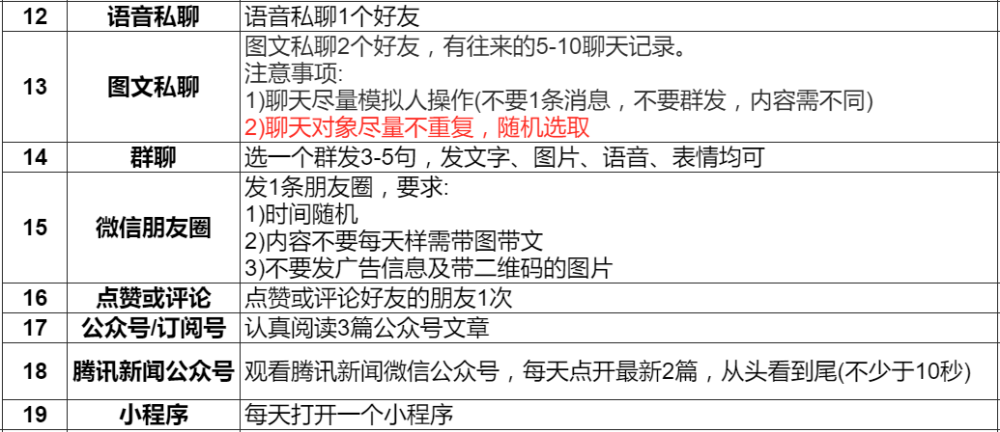 12 语音私聊 语音私聊1个好友
图文私聊2个好友，有往来的5-10聊天记录。
注意事项:
13 图文私聊 1)聊天尽量模拟人操作(不要1条消息，不要群发，内容需不同)
2)聊天对象尽量不重复，随机选取
14 群聊 选一个群发3-5句，发文字、图片、语音、表情均可
发1条朋友圈，要求:
1)时间随机
15 微信朋友圈 2)内容不要每天样需带图带文
3)不要发广告信息及带二维码的图片
16 点赞或评论 点赞或评论好友的朋友1次
17 公众号/订阅号 认真阅读3篇公众号文章
18 腾讯新闻公众号 观看腾讯新闻微信公众号，每天点开最新2篇，从头看到尾(不少于10秒)
19 小程序 每天打开一个小程序